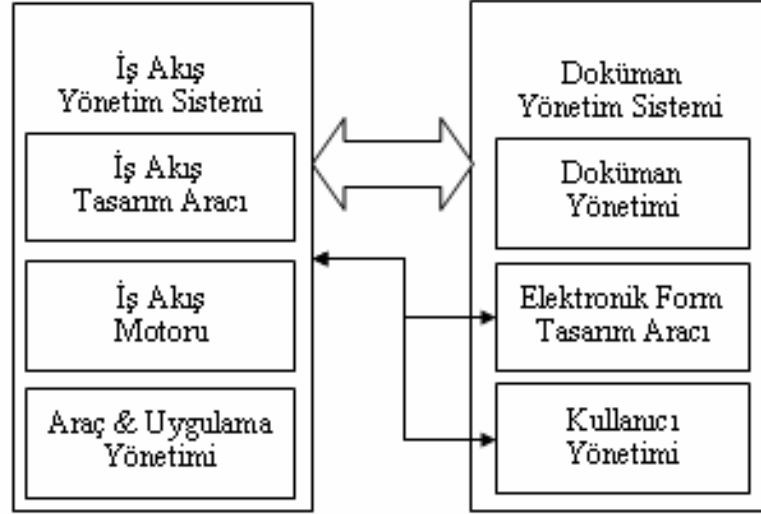 İş Akış
Yönetim Sistemi
İş Akış
Tasarım Aracı
İş Akış
Motoru
Araç & Uygulama
Yönetimi
Doküman
Yönetim Sistemi
Doküman
Yönetimi
Elektronik Form
Tasarım Aracı
Kullanıcı
Yönetimi